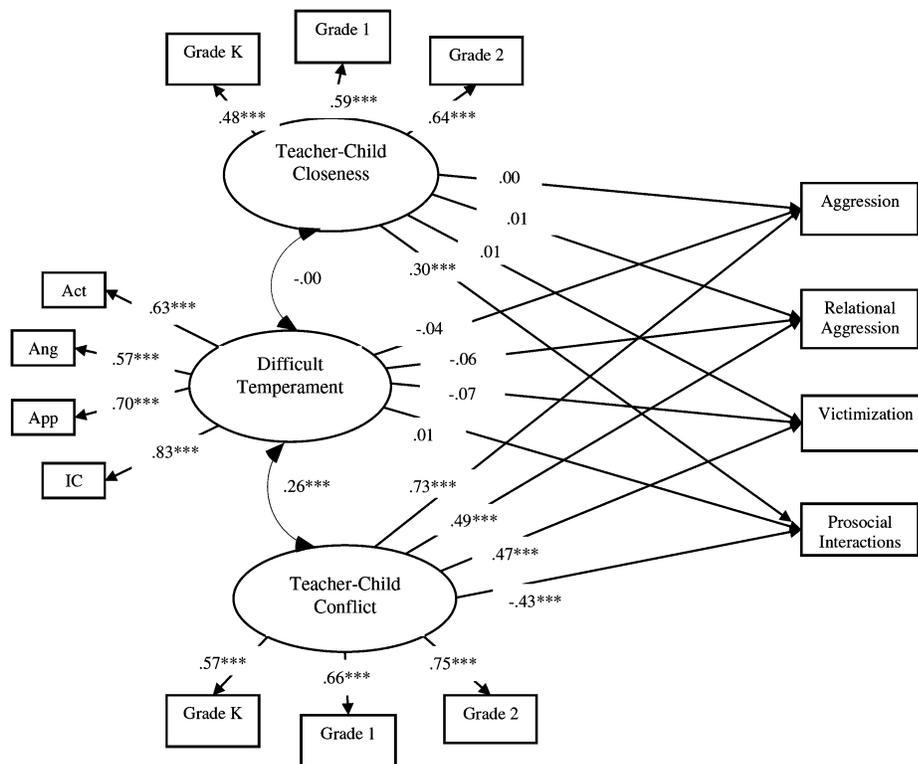 Grade K
Grade 1
Grade 2
.48***
.59***
.64***
Teacher-Child
Closeness
.00
.01
.01
.30***
Aggression
-.00
Act
.63***
Ang
.57***
App
.70***
IC
.83***
Difficult
Temperament
-.04
-.06
-.07
.01
Relational
Aggression
Victimization
.26***
.73***
.49***
.47***
-.43***
Prosocial
Interactions
Teacher-Child
Conflict
.57***
.66***
.75***
Grade K
Grade 1
Grade 2